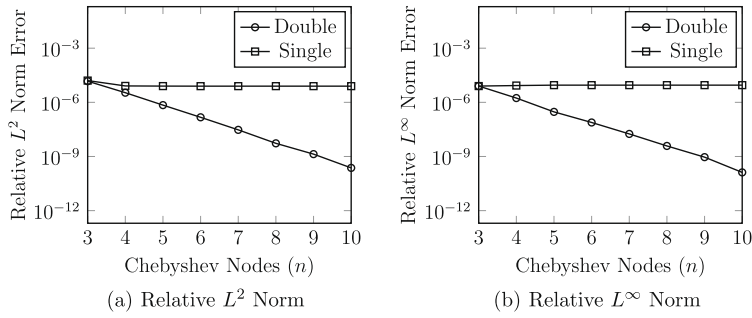 Double
Single
Relative L² Norm Error
10⁻³
10⁻⁶
10⁻⁹
10⁻¹²
3 4 5 6 7 8 9 10
Chebyshev Nodes (n)
(a) Relative L² Norm
Double
Single
Relative L∞ Norm Error
10⁻³
10⁻⁶
10⁻⁹
10⁻¹²
3 4 5 6 7 8 9 10
Chebyshev Nodes (n)
(b) Relative L∞ Norm